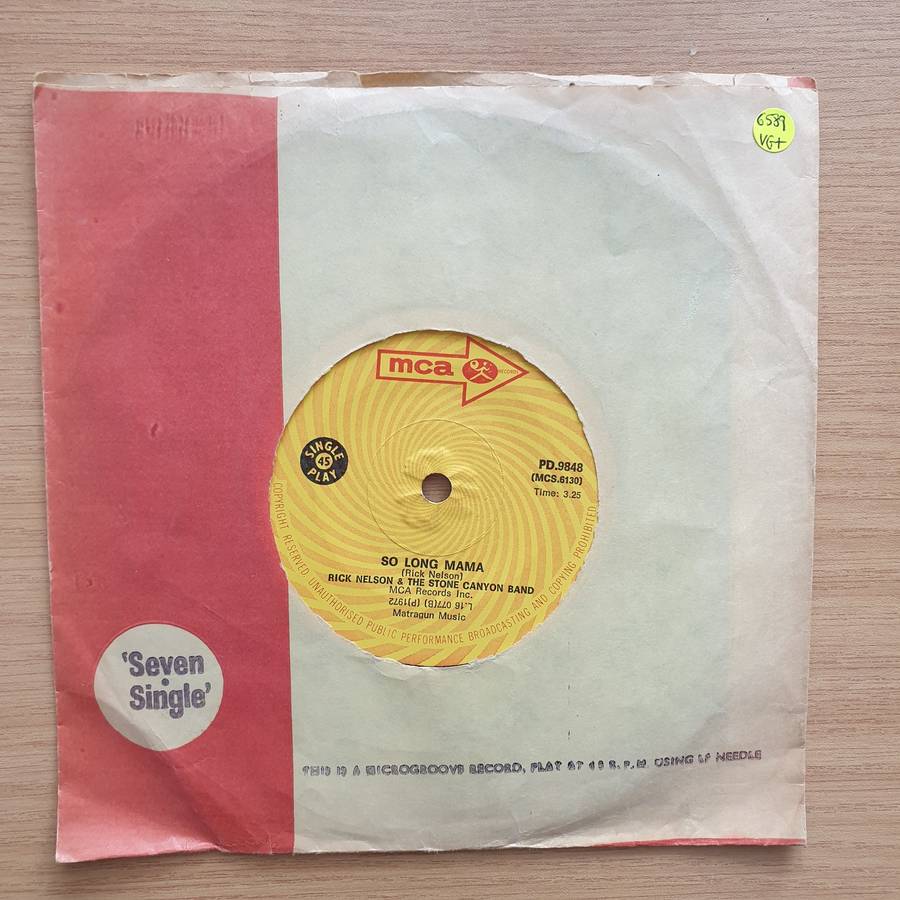 6589
VG+
mca
RECORDS
SINGLE
45
PLAY
PD.9848
(MCS.6130)
Time: 3.25
SO LONG MAMA
(Rick Nelson)
RICK NELSON & THE STONE CANYON BAND
MCA Records Inc.
L.16 077(B) (P)1972
Matragun Music
COPYRIGHT RESERVED. UNAUTHORISED PUBLIC PERFORMANCE BROADCASTING AND COPYING PROHIBITED
'Seven
Single'
THIS IS A MICROGROOVE RECORD, PLAY AT 45 R.P.M. USING LP NEEDLE